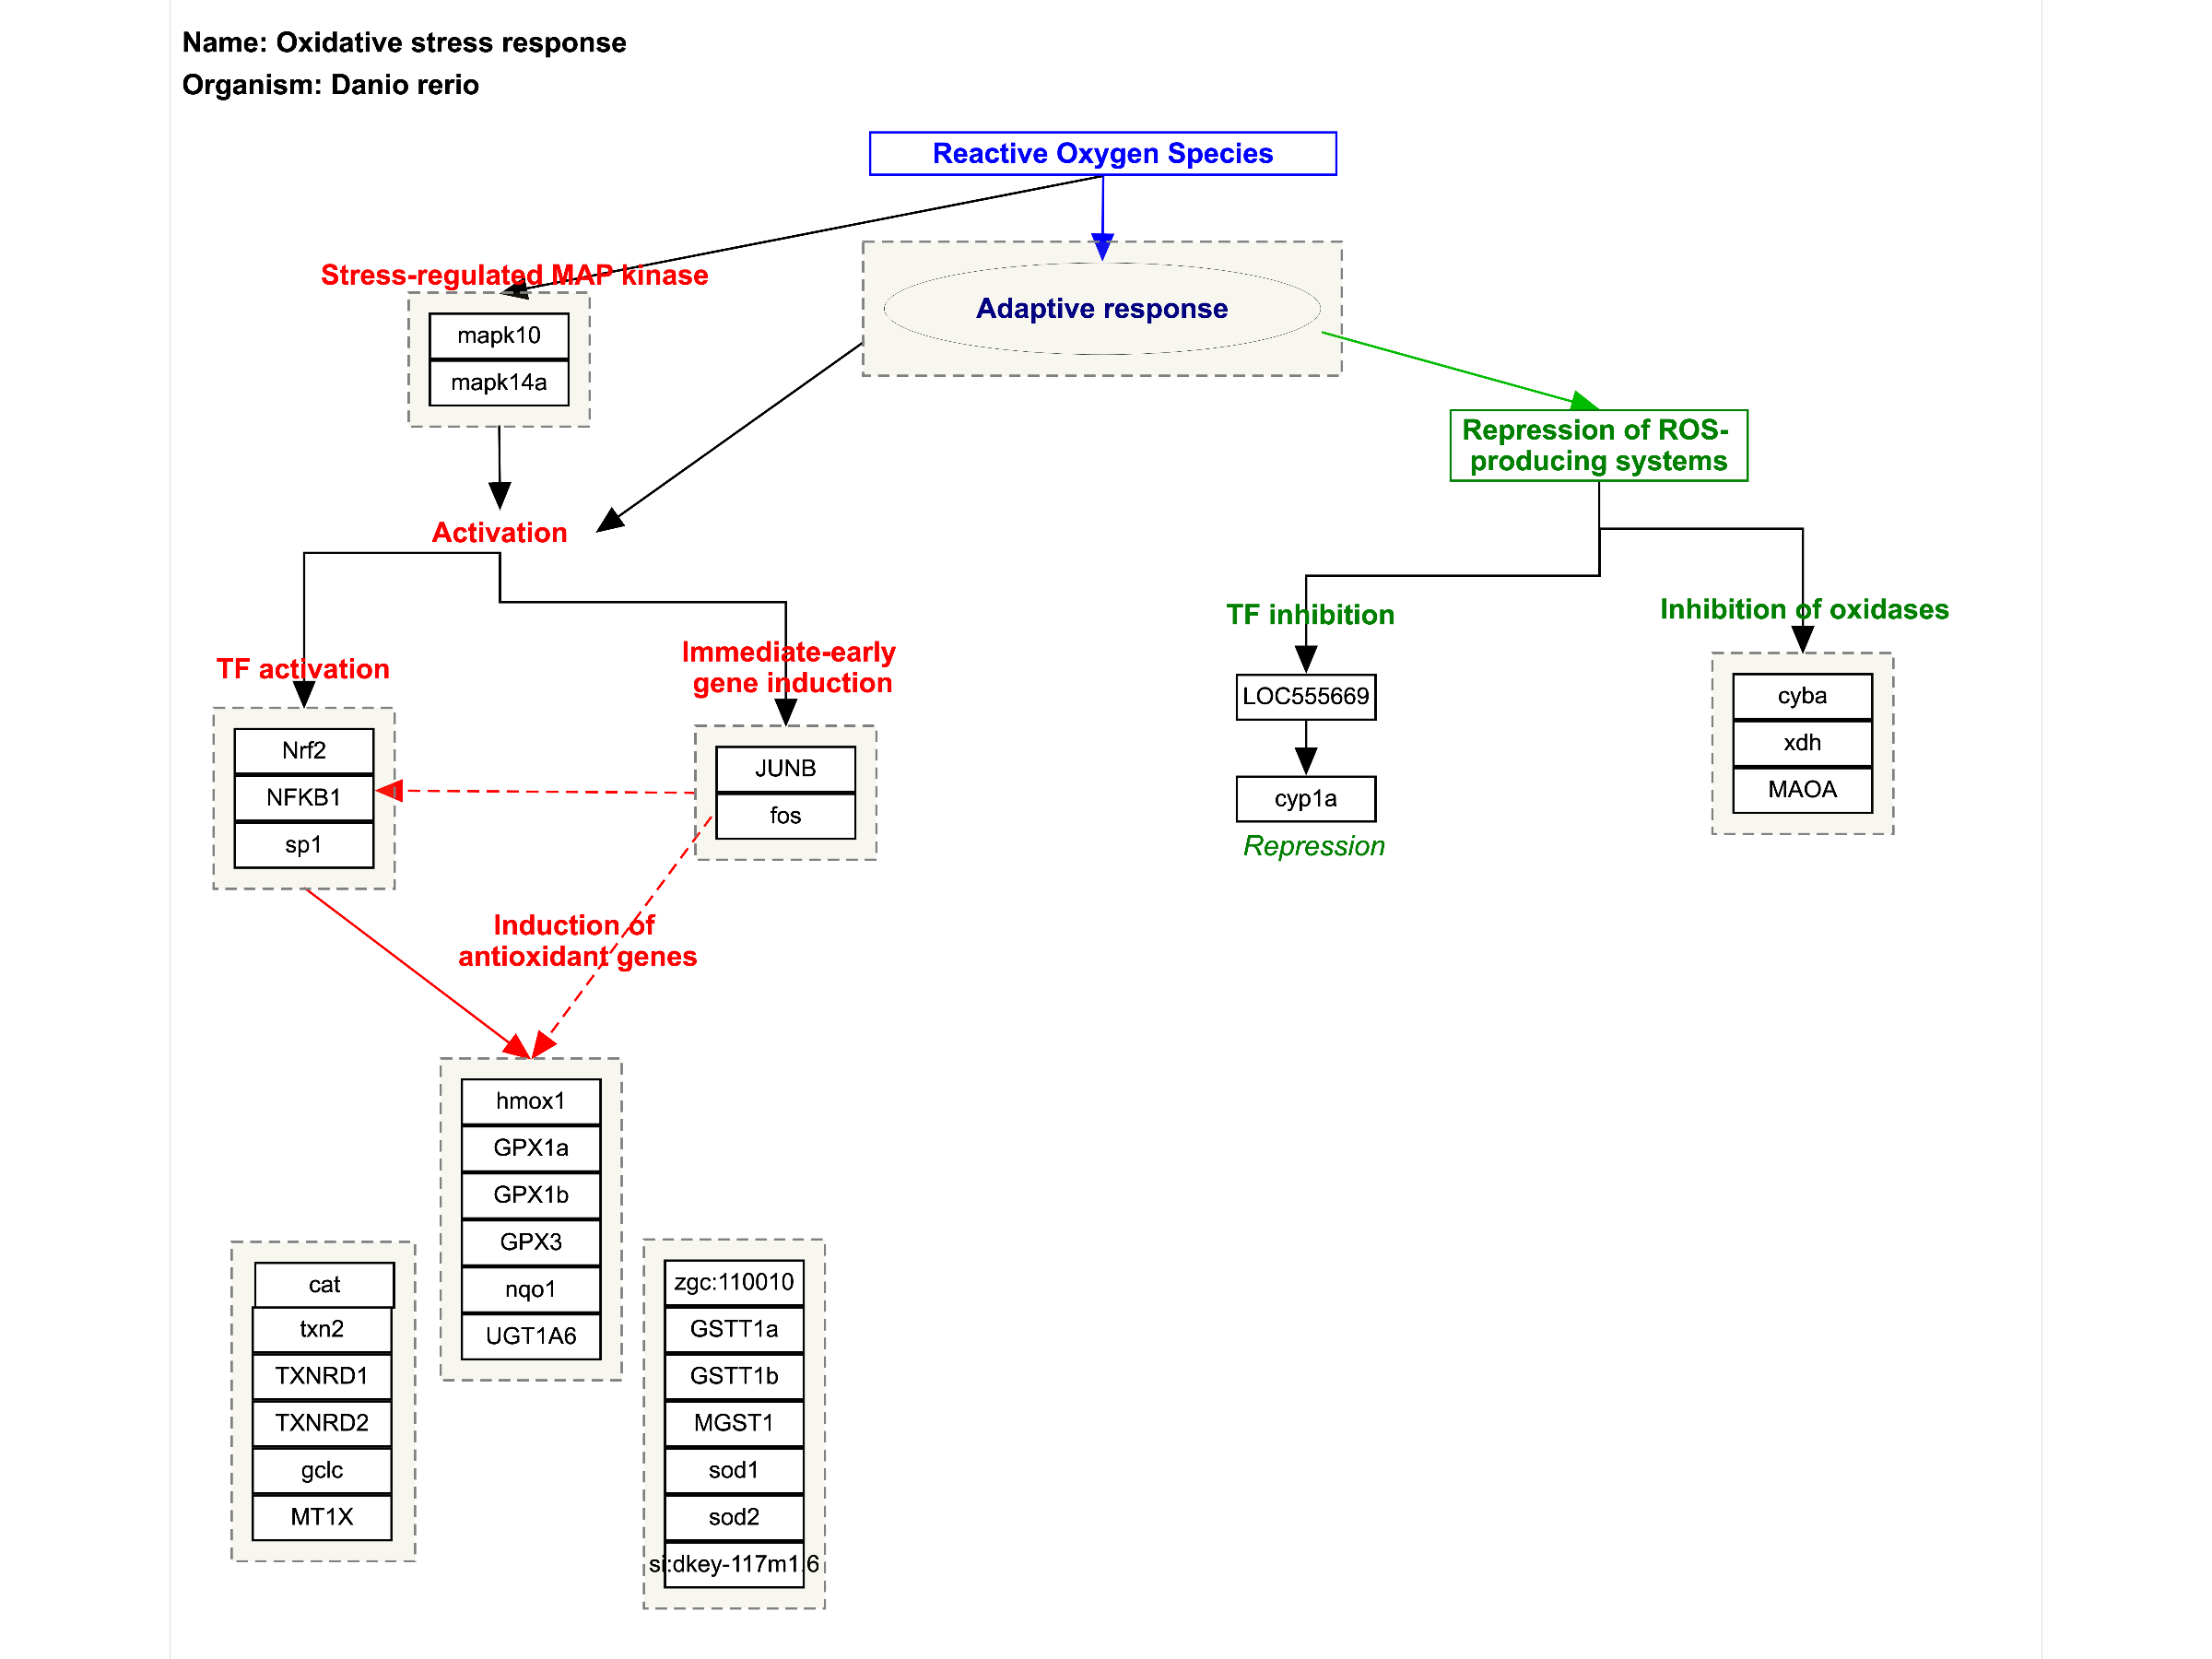 Name: Oxidative stress response
Organism: Danio rerio
Reactive Oxygen Species
Stress-regulated MAP kinase
mapk10
mapk14a
Adaptive response
Repression of ROS-
producing systems
Activation
TF activation
Nrf2
NFKB1
sp1
Immediate-early
gene induction
JUNB
fos
TF inhibition
LOC555669
cyp1a
Repression
Inhibition of oxidases
cyba
xdh
MAOA
Induction of
antioxidant genes
hmox1
GPX1a
GPX1b
GPX3
nqo1
UGT1A6
cat
txn2
TXNRD1
TXNRD2
gclc
MT1X
zgc:110010
GSTT1a
GSTT1b
MGST1
sod1
sod2
si:dkey-117m1.6